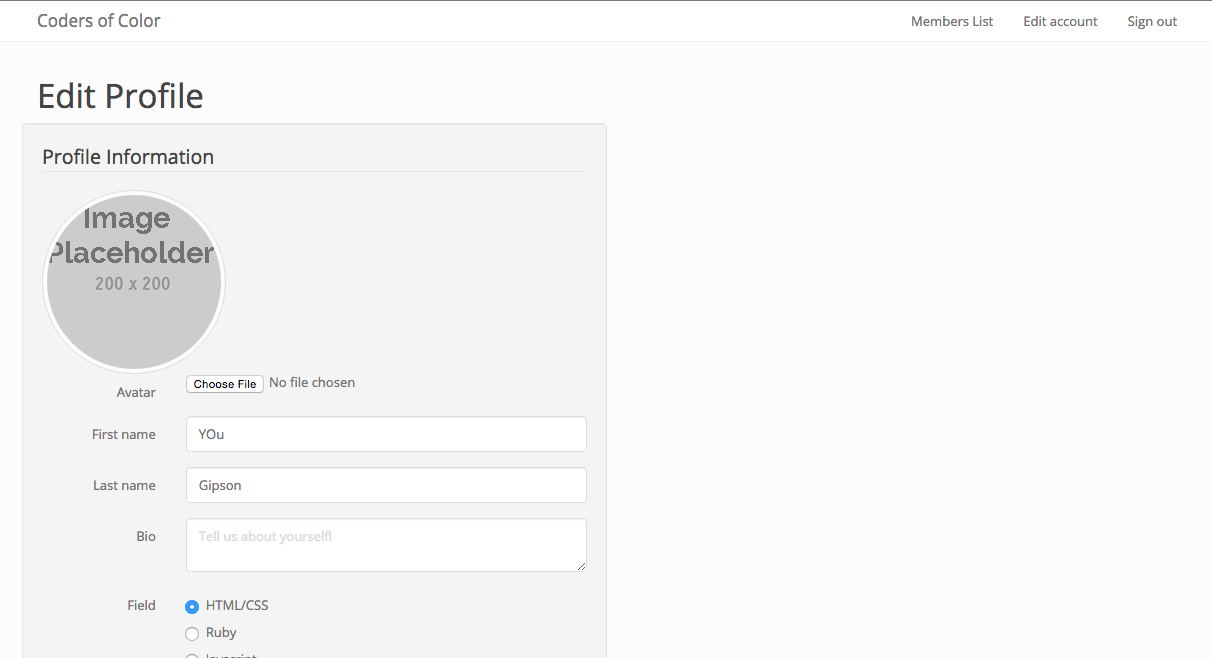 Coders of Color
Members List
Edit account
Sign out
Edit Profile
Profile Information
Image
Placeholder
200 x 200
Avatar
Choose File No file chosen
First name
YOu
Last name
Gipson
Bio
Tell us about yourself!
Field
HTML/CSS
Ruby